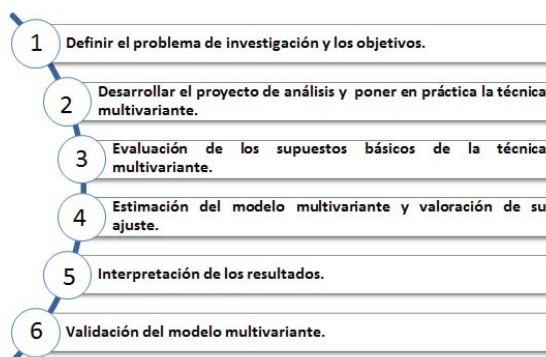 1
Definir el problema de investigación y los objetivos.
2
Desarrollar el proyecto de análisis y poner en práctica la técnica
multivariante.
3
Evaluación de los supuestos básicos de la técnica
multivariante.
4
Estimación del modelo multivariante y valoración de su
ajuste.
5
Interpretación de los resultados.
6
Validación del modelo multivariante.